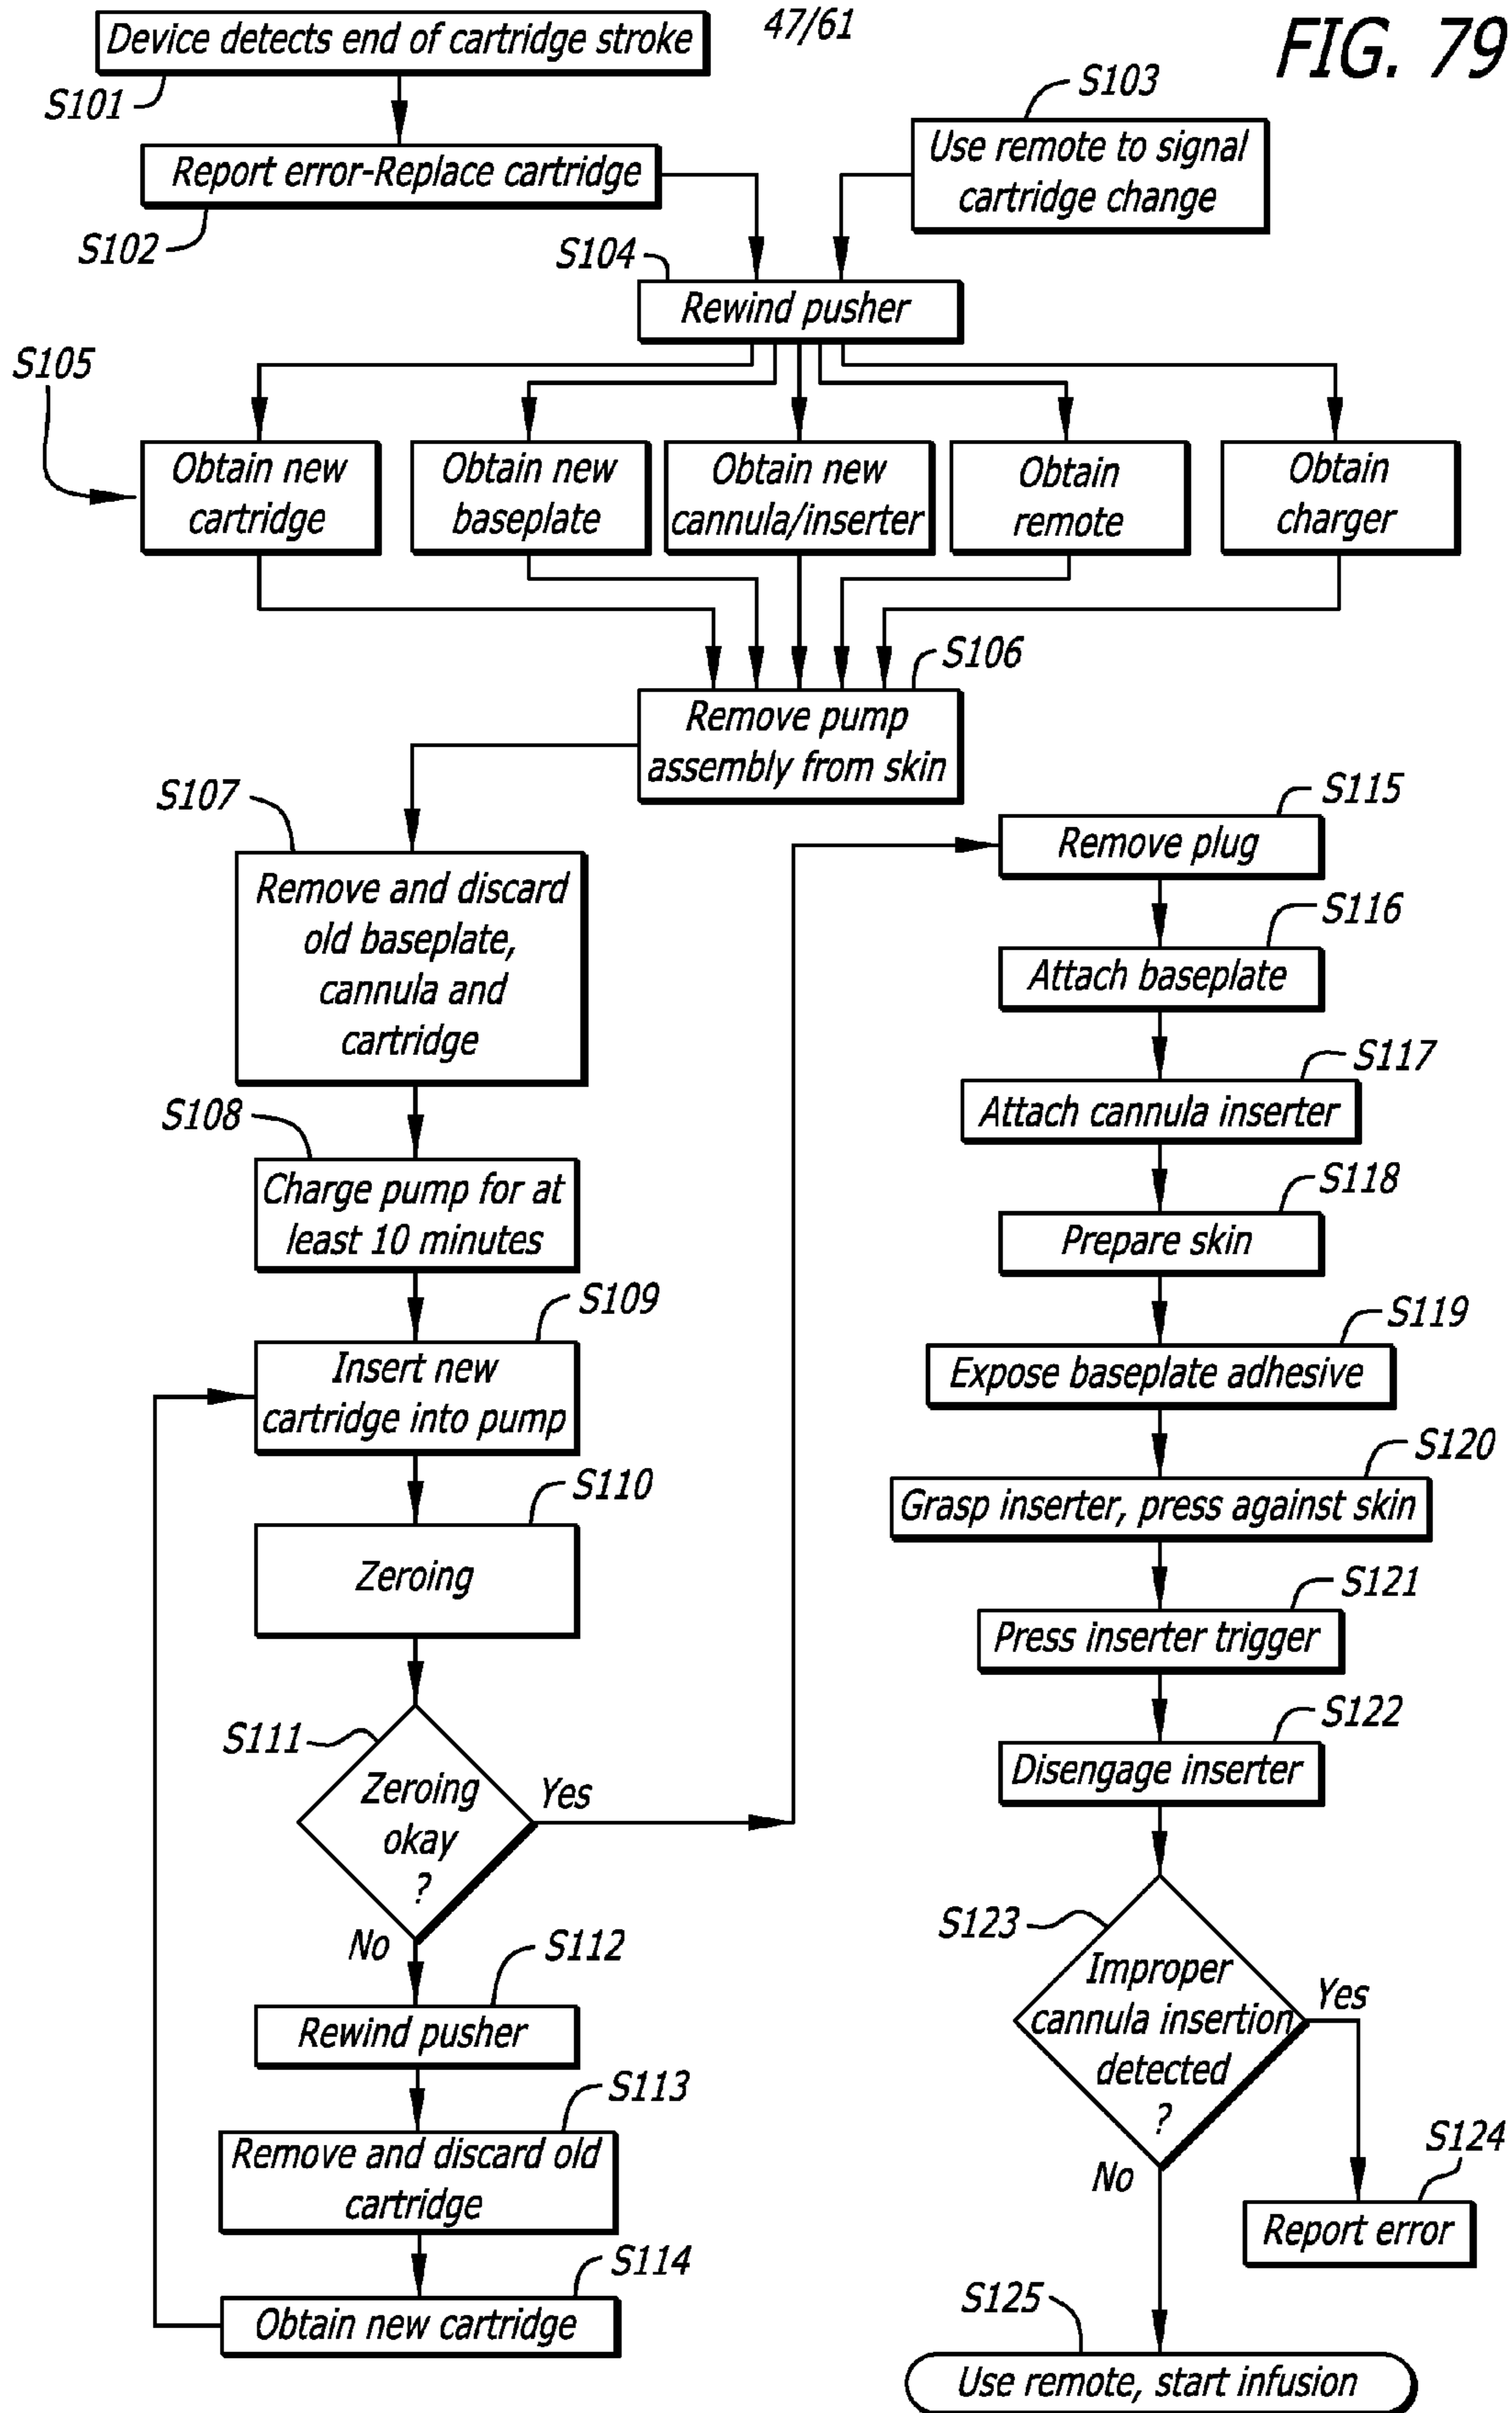 47/61
FIG. 79
Device detects end of cartridge stroke
S101
S103
Report error-Replace cartridge
Use remote to signal
cartridge change
S102
S104
Rewind pusher
S105
Obtain new
cartridge
Obtain new
baseplate
Obtain new
cannula/inserter
Obtain
remote
Obtain
charger
S106
Remove pump
assembly from skin
S107
Remove and discard
old baseplate,
cannula and
cartridge
S108
Charge pump for at
least 10 minutes
S109
Insert new
cartridge into pump
S110
Zeroing
S111
Zeroing
okay
?
Yes
No
S112
Rewind pusher
S113
Remove and discard old
cartridge
S114
Obtain new cartridge
S115
Remove plug
S116
Attach baseplate
S117
Attach cannula inserter
S118
Prepare skin
S119
Expose baseplate adhesive
S120
Grasp inserter, press against skin
S121
Press inserter trigger
S122
Disengage inserter
S123
Improper
cannula insertion
detected
?
Yes
No
S124
Report error
S125
Use remote, start infusion